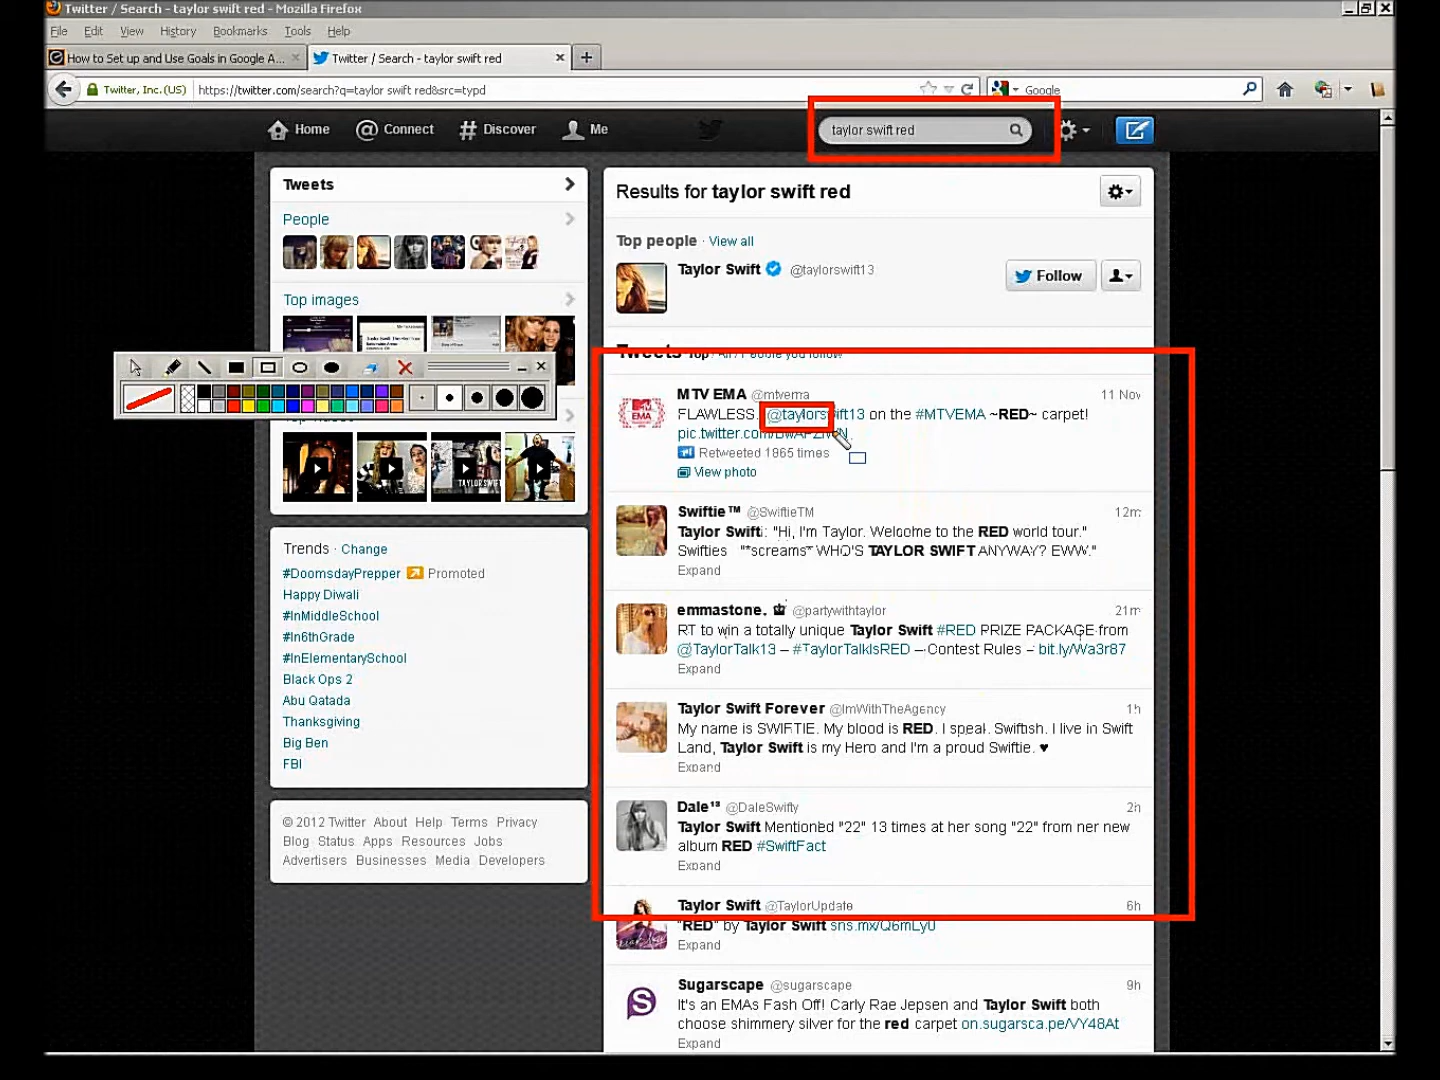 Twitter / Search - taylor swift red - Mozilla Firefox
File Edit View History Bookmarks Tools Help
How to Set up and Use Goals in Google A...
Twitter / Search - taylor swift red
Twitter, Inc. (US) https://twitter.com/search?q=taylor swift red&src=typd
Google
Home Connect Discover Me
taylor swift red
Tweets
People
Top images
Trends · Change
#DoomsdayPrepper Promoted
Happy Diwali
#InMiddleSchool
#In6thGrade
#InElementarySchool
Black Ops 2
Abu Qatada
Thanksgiving
Big Ben
FBI
© 2012 Twitter About Help Terms Privacy
Blog Status Apps Resources Jobs
Advertisers Businesses Media Developers
Results for taylor swift red
Top people · View all
Taylor Swift @taylorswift13
Follow
Tweets Top / All / People you follow
MTV EMA @mtvema 11 Nov
FLAWLESS. @taylorswift13 on the #MTVEMA ~RED~ carpet!
Retweeted 1865 times
View photo
Swiftie™ @SwiftieTM 12m
Taylor Swift: "Hi, I'm Taylor. Welcome to the RED world tour."
Swifties "*screams* WHO'S TAYLOR SWIFT ANYWAY? EWW."
Expand
emmastone. @partywithtaylor 21m
RT to win a totally unique Taylor Swift #RED PRIZE PACKAGE from
@TaylorTalk13 – #TaylorTalkIsRED – Contest Rules – bit.ly/Wa3r87
Expand
Taylor Swift Forever @ImWithTheAgency 1h
My name is SWIFTIE. My blood is RED. I speak Swiftish. I live in Swift
Land, Taylor Swift is my Hero and I'm a proud Swiftie. ♥
Expand
Dale¹³ @DaleSwifty 2h
Taylor Swift Mentioned "22" 13 times at her song "22" from her new
album RED #SwiftFact
Expand
Taylor Swift @TaylorUpdate 6h
"RED" by Taylor Swift sns.mx/Q6mLy0
Expand
Sugarscape @sugarscape 9h
It's an EMAs Fash Off! Carly Rae Jepsen and Taylor Swift both
choose shimmery silver for the red carpet on.sugarsca.pe/VY48At
Expand